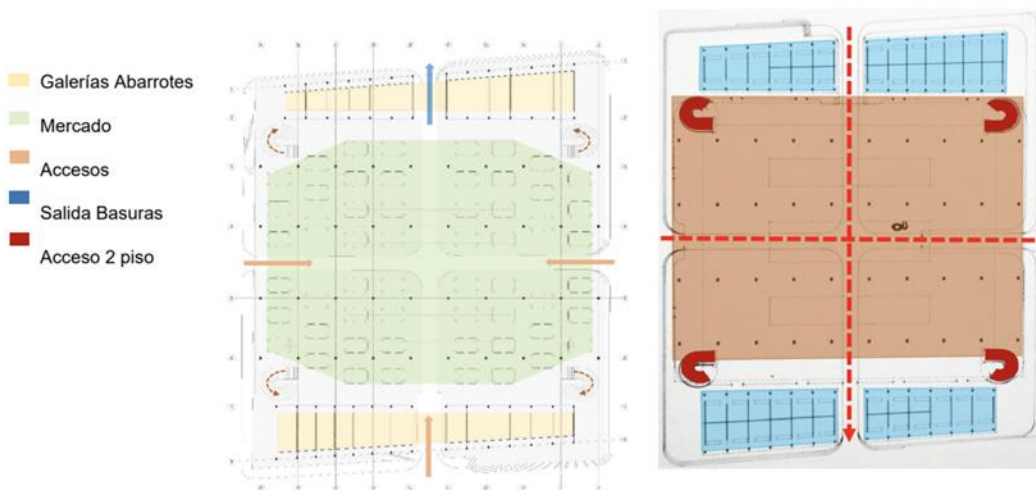 Galerías Abarrotes
Mercado
Accesos
Salida Basuras
Acceso 2 piso